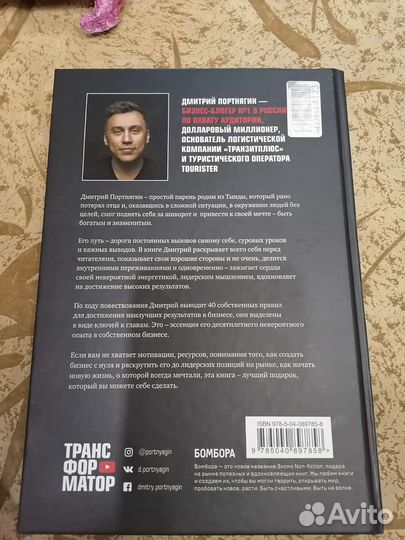 ДМИТРИЙ ПОРТНЯГИН —
БИЗНЕС-БЛОГЕР №1 В РОССИИ
ПО ОХВАТУ АУДИТОРИИ,
ДОЛЛАРОВЫЙ МИЛЛИОНЕР,
ОСНОВАТЕЛЬ ЛОГИСТИЧЕСКОЙ
КОМПАНИИ «ТРАНЗИТПЛЮС» И
И ТУРИСТИЧЕСКОГО ОПЕРАТОРА
TOURISTER
Дмитрий Портнягин – простой парень родом из Тынды, который рано
потерял отца и, оказавшись в сложной ситуации, в окружении людей без
целей, смог поднять себя за шиворот и привести к своей мечте – быть
богатым и знаменитым.
Его путь – дорога постоянных вызовов самому себе, суровых уроков
и важных выводов. В книге Дмитрий раскрывает всего себя перед
читателями, показывает свои хорошие стороны и не очень, делится
внутренними переживаниями и одновременно – зажигает сердца
своей невероятной энергетикой, лидерским мышлением, вдохновляет
на достижение высоких результатов.
По ходу повествования Дмитрий выводит 40 собственных правил
для достижения наилучших результатов в бизнесе, они выделены
в виде ключей к главам. Это – эссенция его десятилетнего невероятного
опыта в собственном бизнесе.
Если вам не хватает мотивации, ресурсов, понимания того, как создать
бизнес с нуля и раскрутить его до лидерских позиций на рынке, как начать
новую жизнь, о которой всегда мечтали, эта книга – лучший подарок,
который вы можете себе сделать.
ISBN 978-5-04-089785-8
9 785040 897858 >
ТРАНС
ФОР
МАТОР
@portnyagin
d.portnyagin
dmitry.portnyagin
БОМБОРА
Бомбора – это новое название Эксмо Non-fiction, лидера
на рынке полезных и вдохновляющих книг. Мы любим книги
и создаем их, чтобы вы могли творить, открывать мир,
пробовать новое, расти. Быть счастливыми. Быть на волне.
Avito